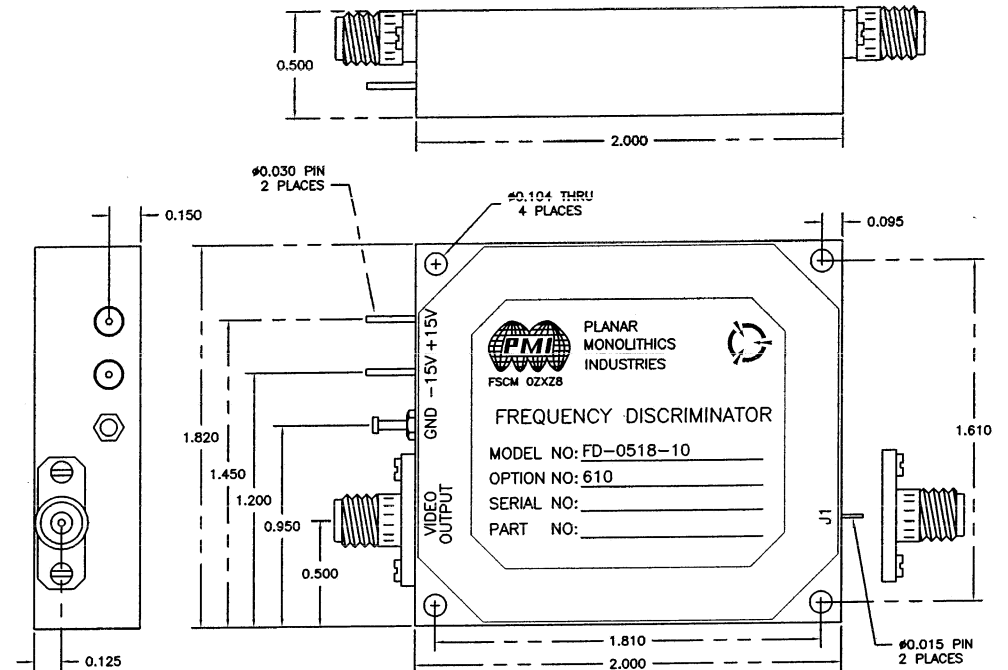 0.500
2.000
ø0.030 PIN
2 PLACES
ø0.104 THRU
4 PLACES
0.150
0.095
+15V
-15V
GND
VIDEO
OUTPUT
PMI
FSCM 0ZXZ8
PLANAR
MONOLITHICS
INDUSTRIES
FREQUENCY DISCRIMINATOR
MODEL NO: FD-0518-10
OPTION NO: 610
SERIAL NO:
PART NO:
J1
1.820
1.450
1.200
0.950
0.500
1.610
0.125
1.810
2.000
ø0.015 PIN
2 PLACES